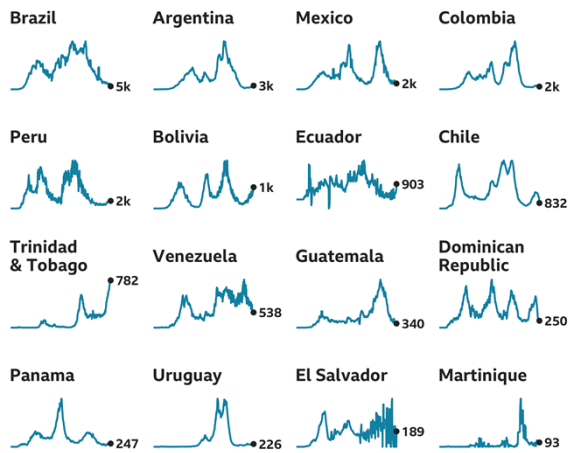 Brazil Argentina Mexico Colombia
5k 3k 2k 2k
Peru Bolivia Ecuador Chile
2k 1k 903 832
Trinidad
& Tobago Venezuela Guatemala Dominican
Republic
782 538 340 250
Panama Uruguay El Salvador Martinique
247 226 189 93